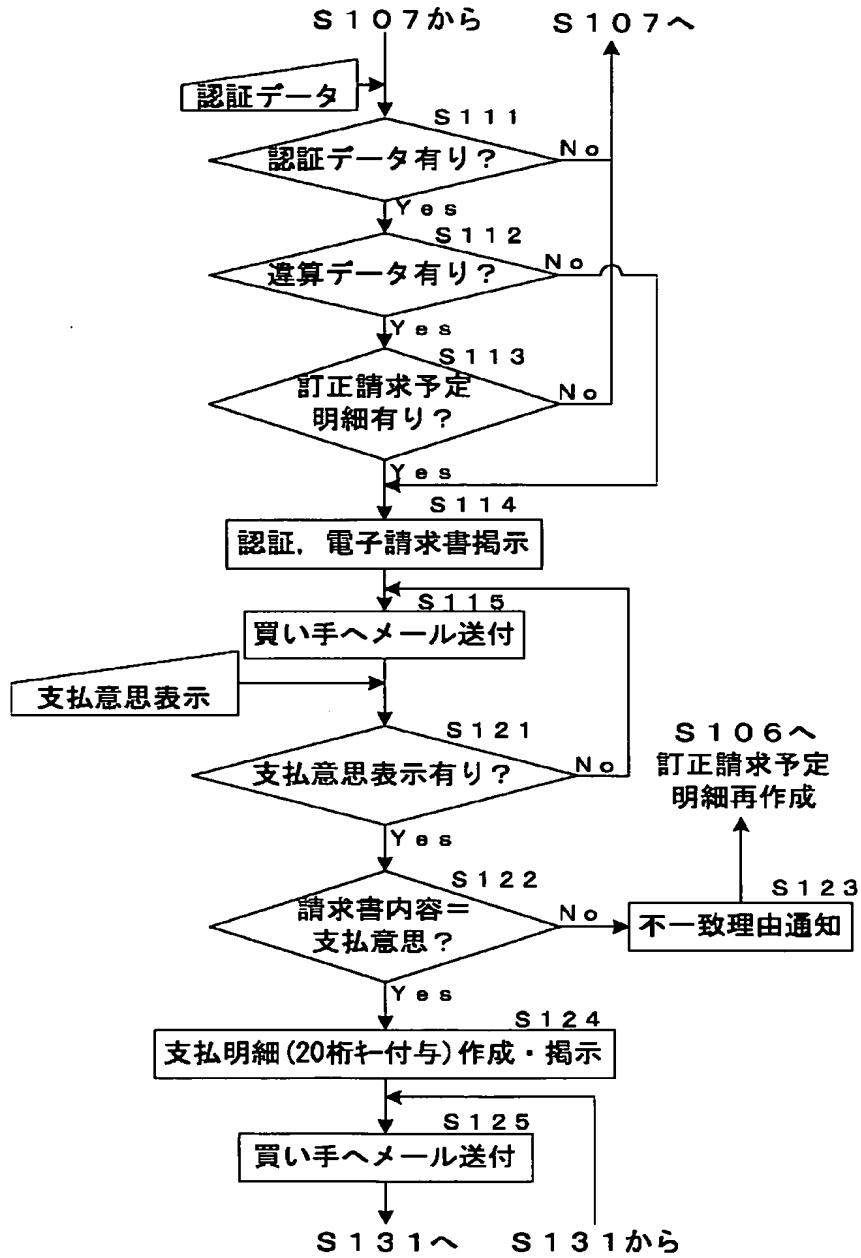 S107から
S107へ
認証データ
S111
認証データ有り？
No
Yes
S112
違算データ有り？
No
Yes
S113
訂正請求予定
明細有り？
No
Yes
S114
認証，電子請求書掲示
S115
買い手へメール送付
支払意思表示
S121
支払意思表示有り？
No
Yes
S106へ
訂正請求予定
明細再作成
S122
請求書内容＝
支払意思？
No
S123
不一致理由通知
Yes
S124
支払明細(20桁ｷｰ付与)作成・掲示
S125
買い手へメール送付
S131へ
S131から